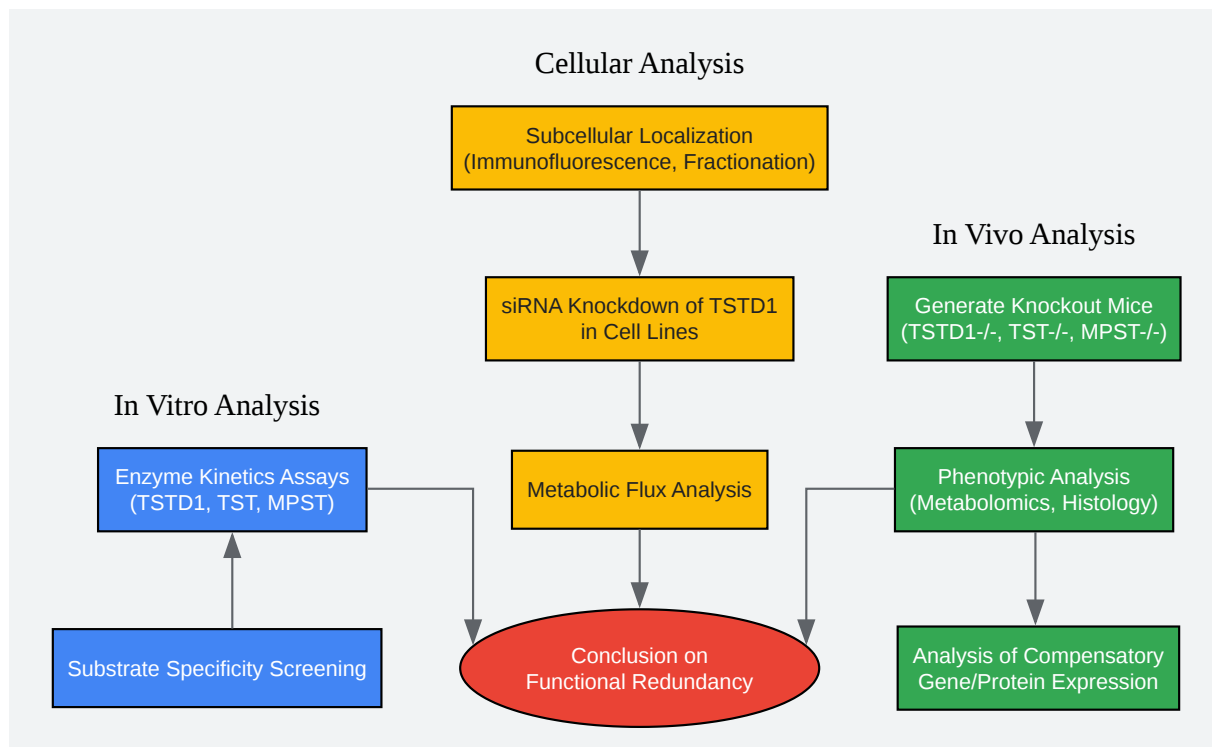 Cellular Analysis
Subcellular Localization
(Immunofluorescence, Fractionation)
siRNA Knockdown of TSTD1
in Cell Lines
Metabolic Flux Analysis
In Vivo Analysis
Generate Knockout Mice
(TSTD1-/-, TST-/-, MPST-/-)
Phenotypic Analysis
(Metabolomics, Histology)
Analysis of Compensatory
Gene/Protein Expression
In Vitro Analysis
Enzyme Kinetics Assays
(TSTD1, TST, MPST)
Substrate Specificity Screening
Conclusion on
Functional Redundancy